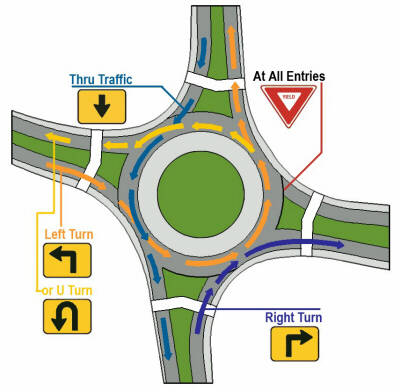 Thru Traffic
At All Entries
YIELD
Left Turn
or U Turn
Right Turn